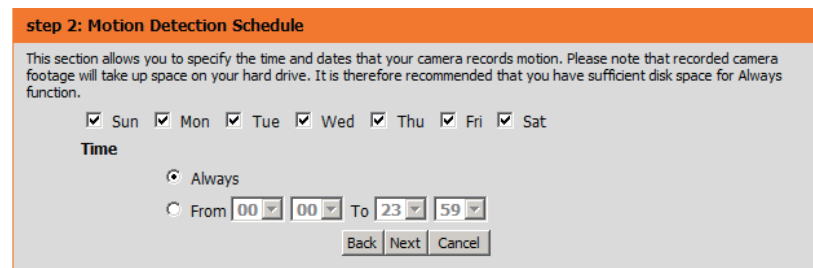 step 2: Motion Detection Schedule
This section allows you to specify the time and dates that your camera records motion. Please note that recorded camera
footage will take up space on your hard drive. It is therefore recommended that you have sufficient disk space for Always
function.
Sun Mon Tue Wed Thu Fri Sat
Time
Always
From 00 00 To 23 59
Back Next Cancel